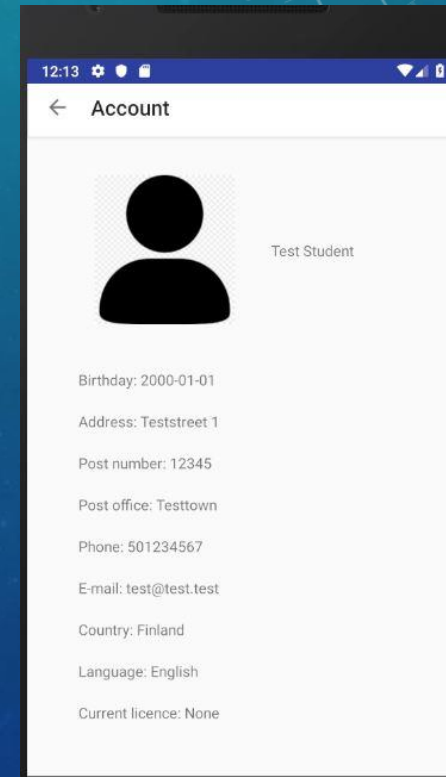 12:13
Account
Test Student
Birthday: 2000-01-01
Address: Teststreet 1
Post number: 12345
Post office: Testtown
Phone: 501234567
E-mail: test@test.test
Country: Finland
Language: English
Current licence: None